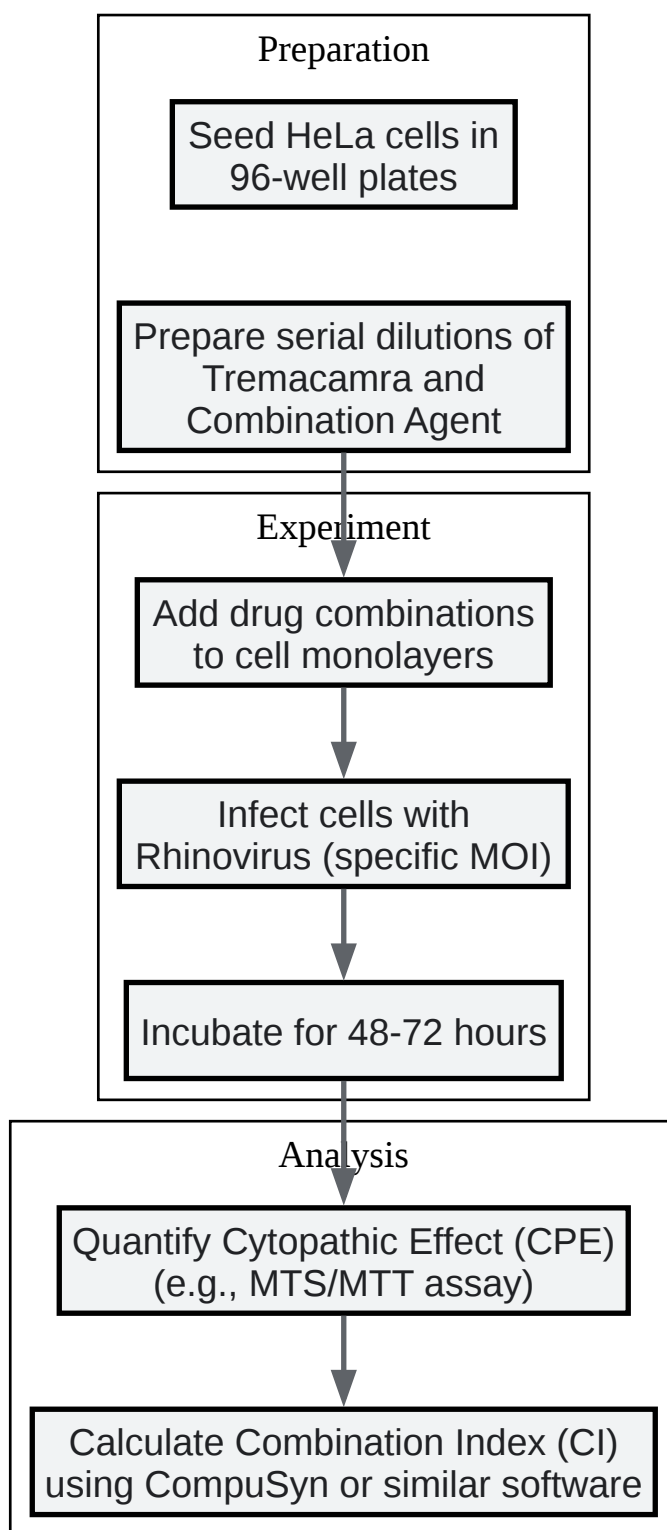 Preparation
Seed HeLa cells in
96-well plates
Prepare serial dilutions of
Tremacamra and
Combination Agent
Experiment
Add drug combinations
to cell monolayers
Infect cells with
Rhinovirus (specific MOI)
Incubate for 48-72 hours
Analysis
Quantify Cytopathic Effect (CPE)
(e.g., MTS/MTT assay)
Calculate Combination Index (CI)
using CompuSyn or similar software